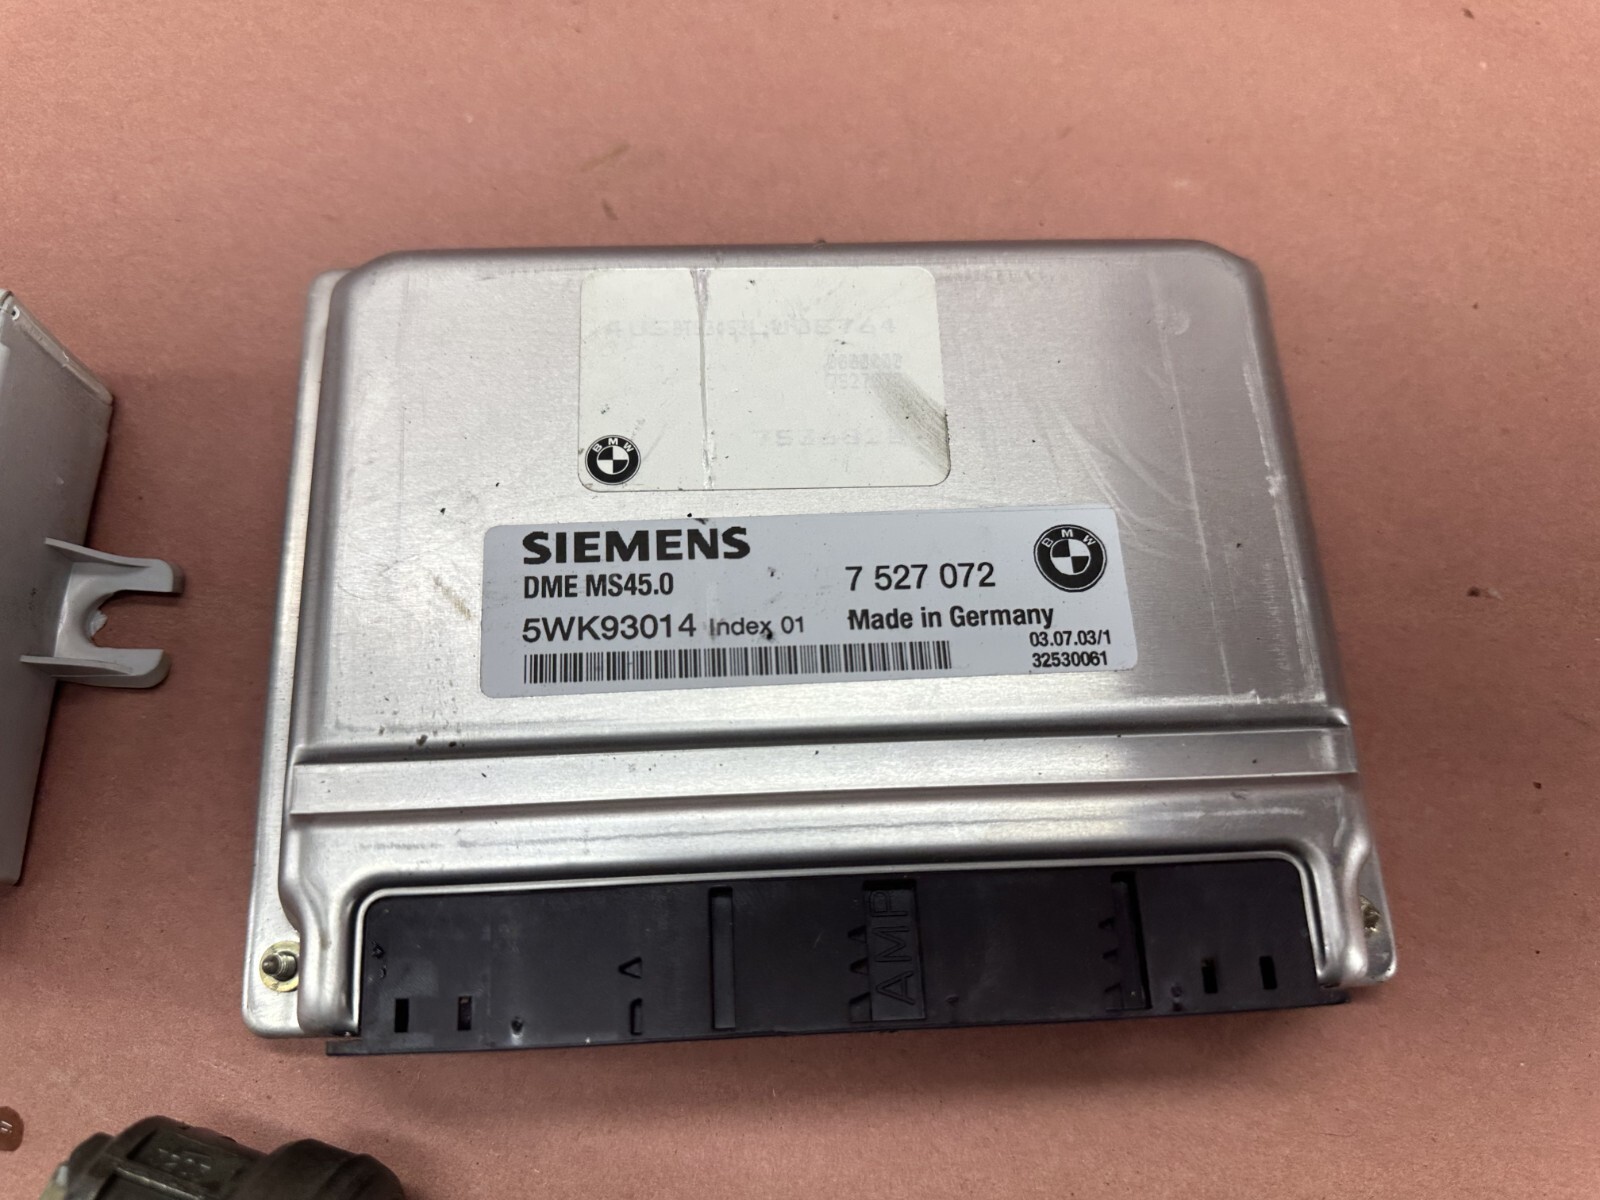 BMW
SIEMENS
DME MS45.0
7 527 072
BMW
5WK93014 Index 01
Made in Germany
03.07.03/1
32530061
AMP